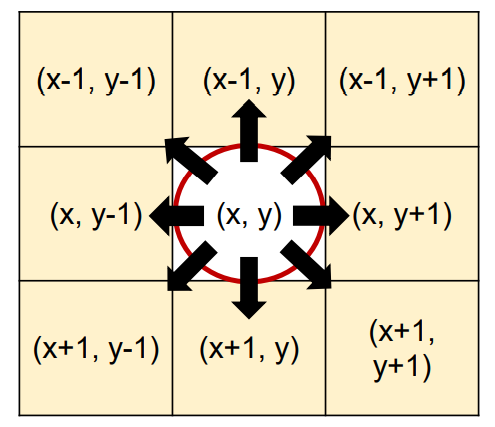 (x-1, y-1)
(x-1, y)
(x-1, y+1)
(x, y-1)
(x, y)
(x, y+1)
(x+1, y-1)
(x+1, y)
(x+1,
y+1)